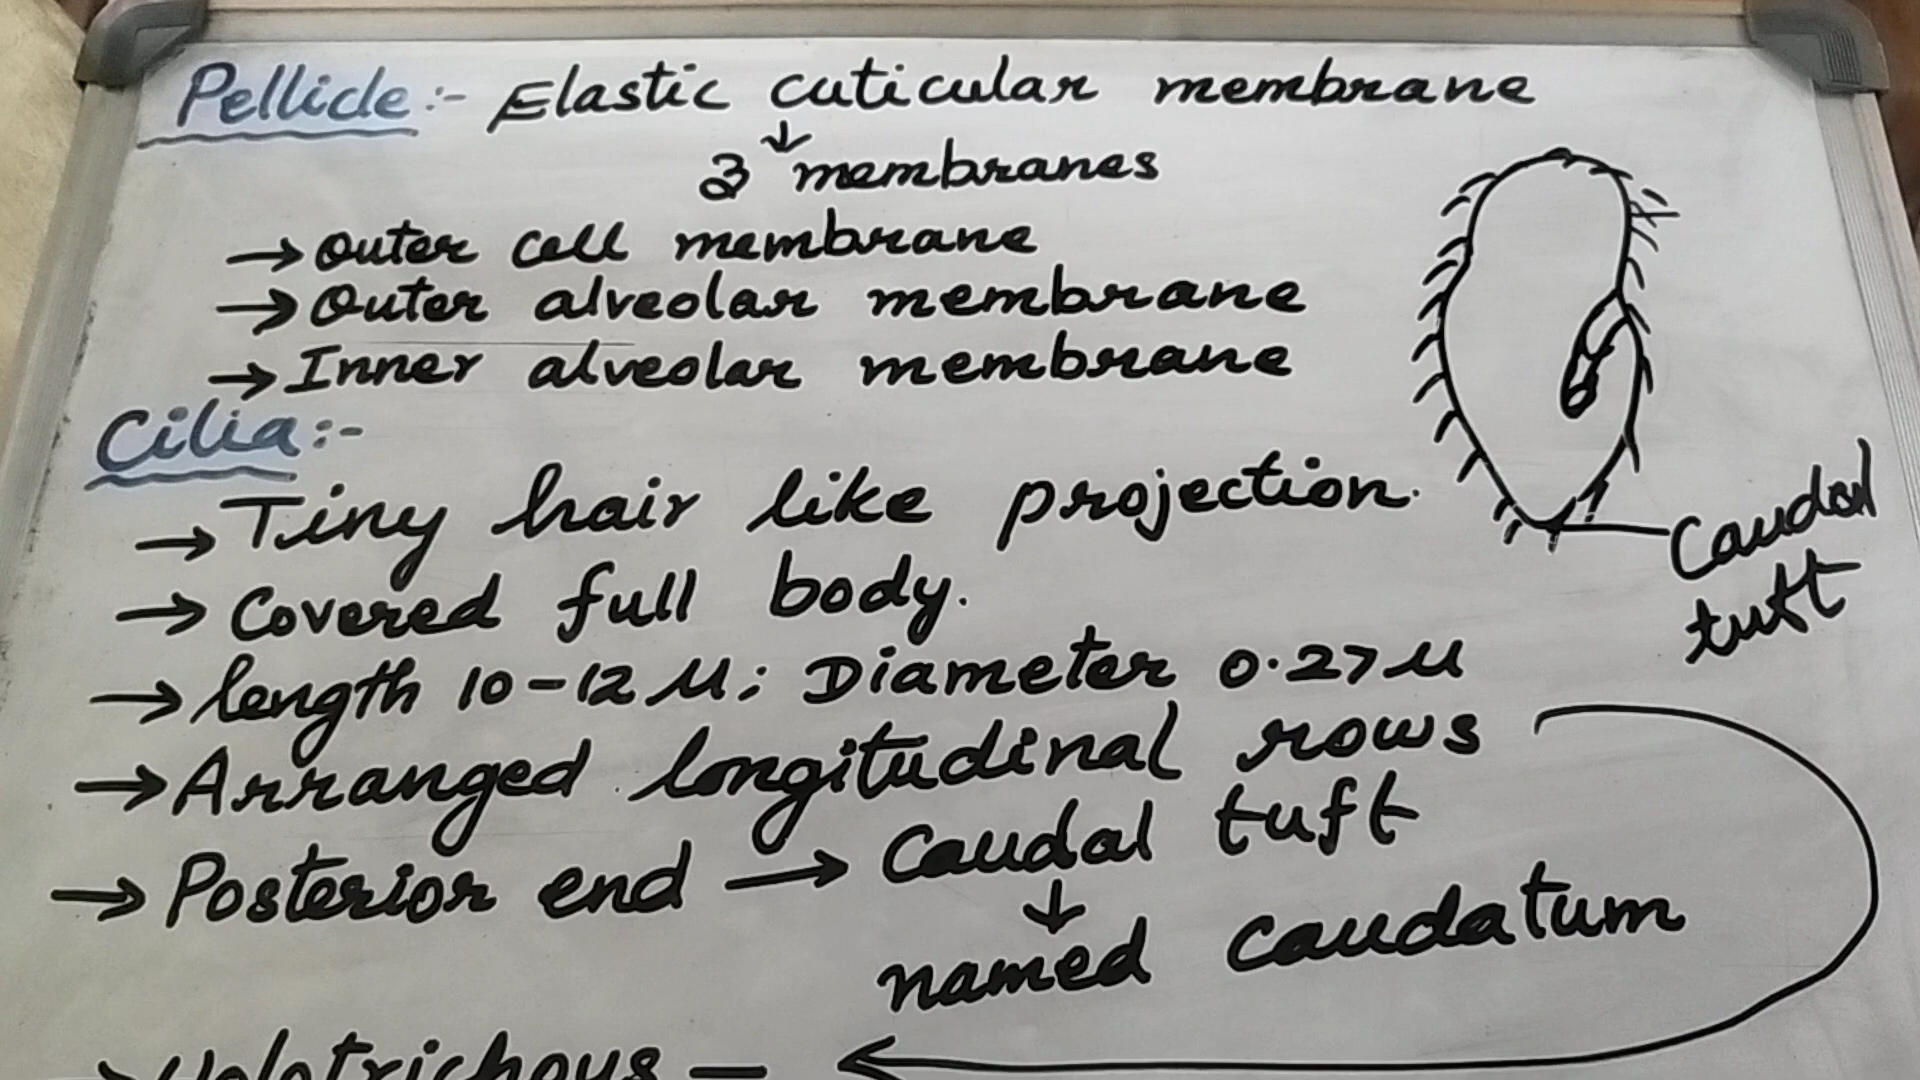 Pellicle:- Elastic cuticular membrane
↓
3 membranes
→ Outer cell membrane
→ Outer alveolar membrane
→ Inner alveolar membrane
Cilia:-
→ Tiny hair like projection.
→ Covered full body.
→ length 10-12 µ; Diameter 0.27 µ
→ Arranged longitudinal rows
→ Posterior end → Caudal tuft
↓
named caudatum
→ Holotrichous —
Caudal
tuft